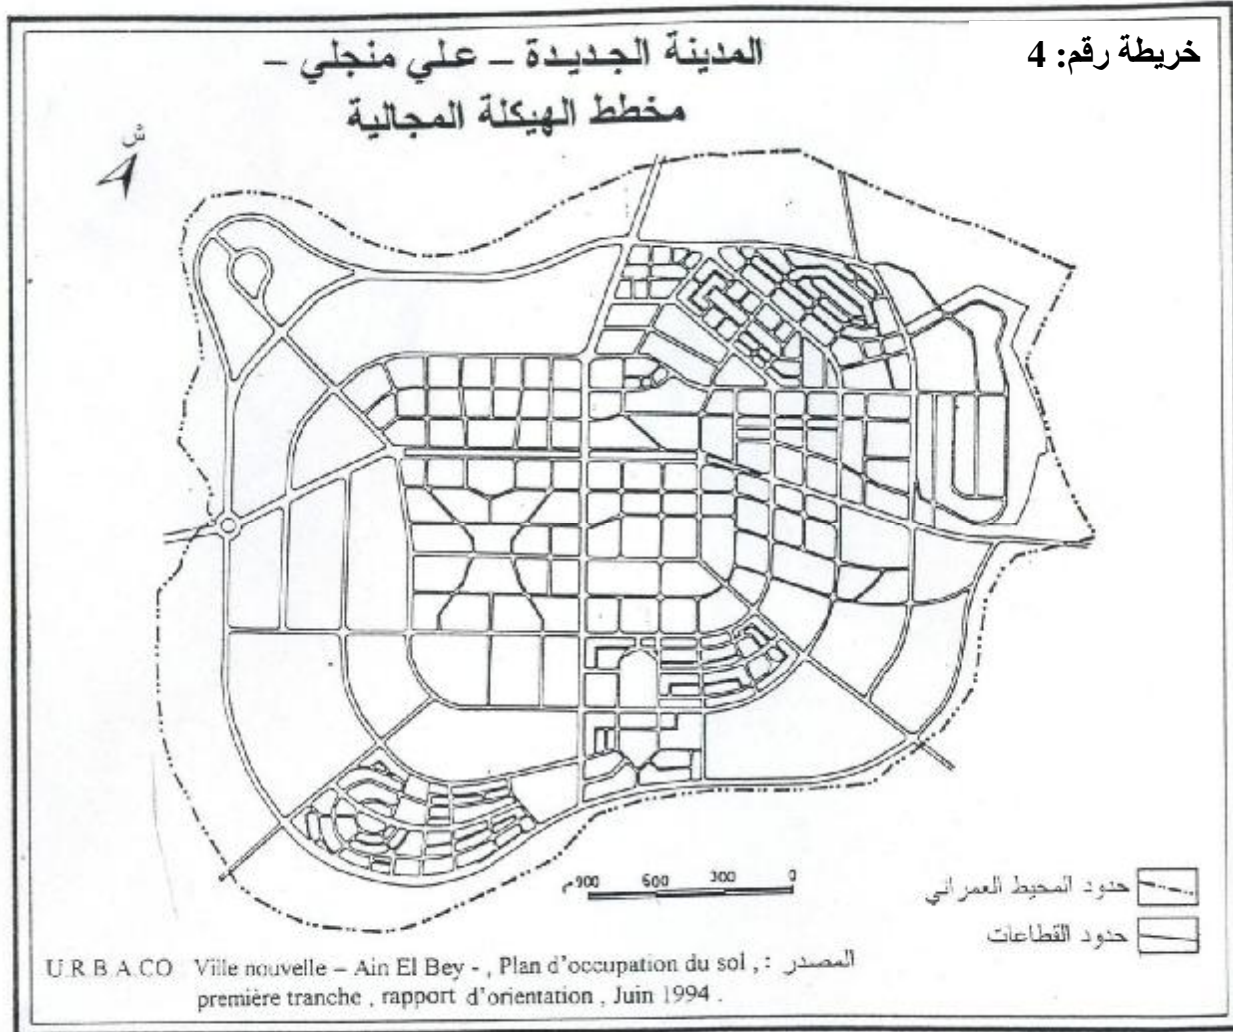 خريطة رقم: 4
المدينة الجديدة – علي منجلي –
مخطط الهيكلة المجالية
ش
0 300 600 900م
حدود المحيط العمراني
حدود القطاعات
المصدر : U.R.B.A.CO Ville nouvelle – Ain El Bey - , Plan d'occupation du sol ,
première tranche , rapport d'orientation , Juin 1994 .